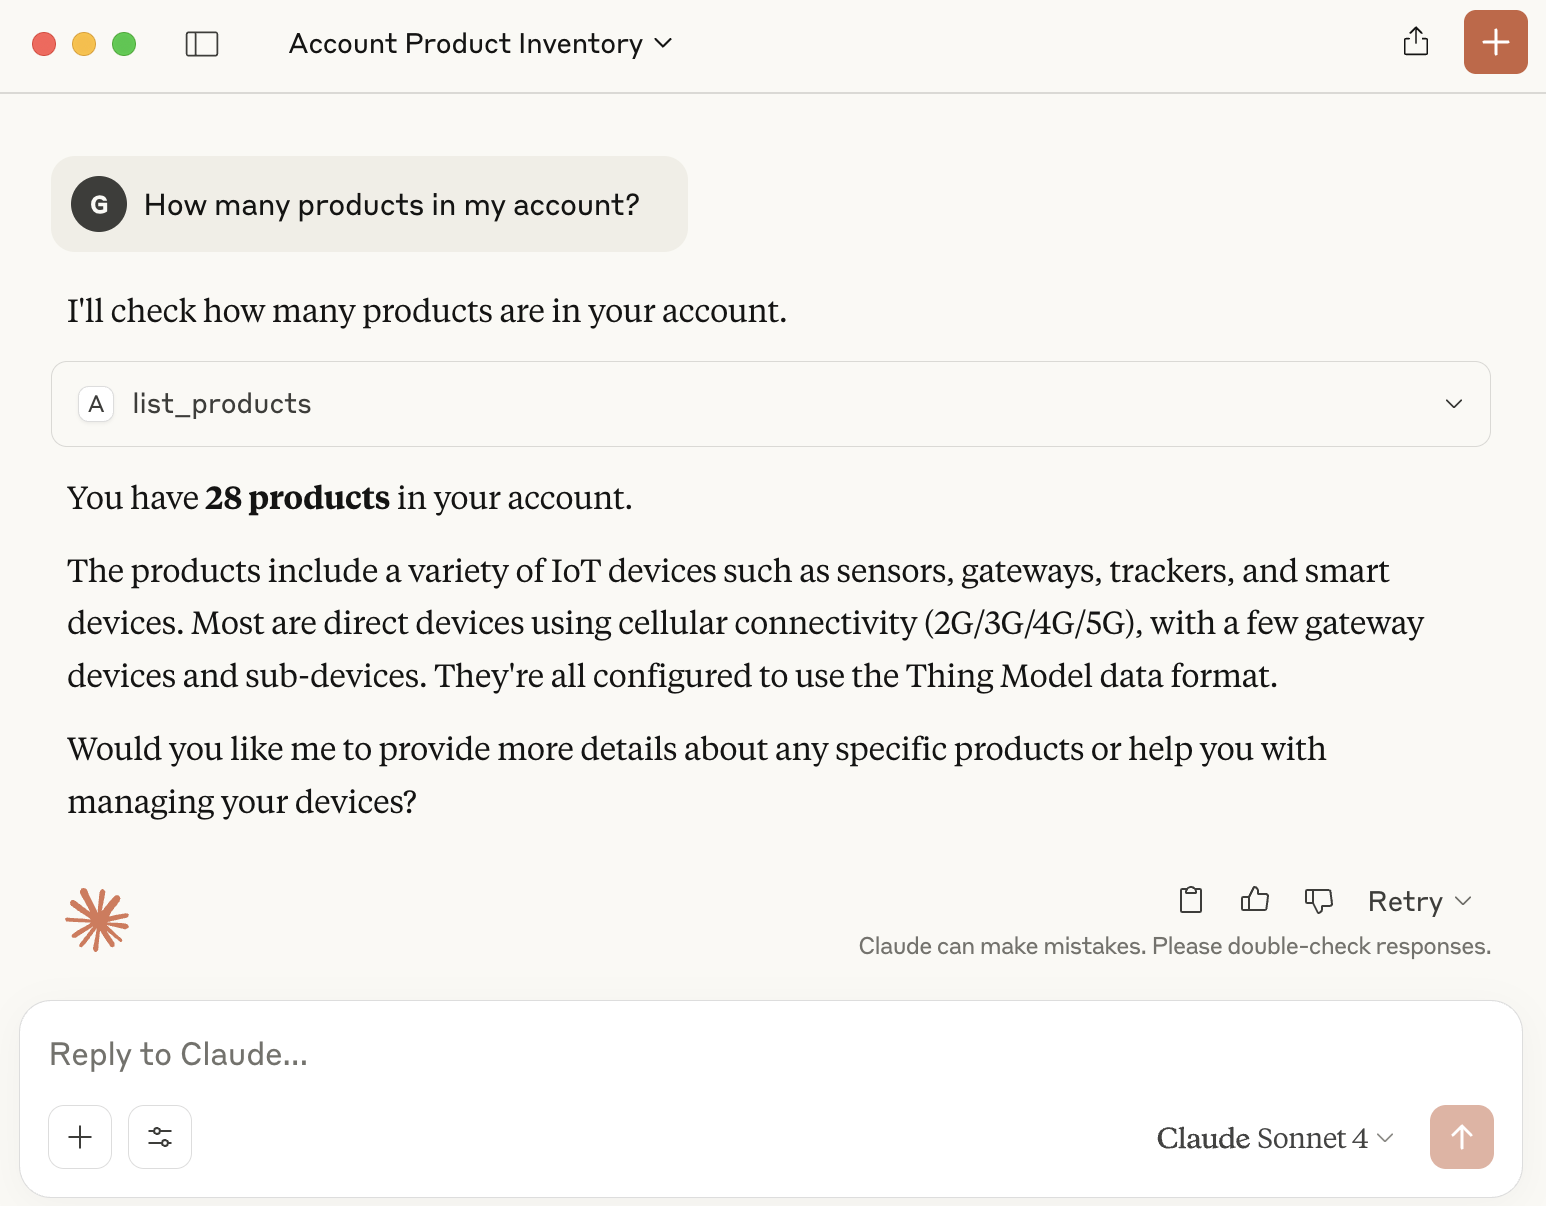 Account Product Inventory
G
How many products in my account?
I'll check how many products are in your account.
A
list_products
You have 28 products in your account.
The products include a variety of IoT devices such as sensors, gateways, trackers, and smart
devices. Most are direct devices using cellular connectivity (2G/3G/4G/5G), with a few gateway
devices and sub-devices. They're all configured to use the Thing Model data format.
Would you like me to provide more details about any specific products or help you with
managing your devices?
Retry
Claude can make mistakes. Please double-check responses.
Reply to Claude...
Claude Sonnet 4